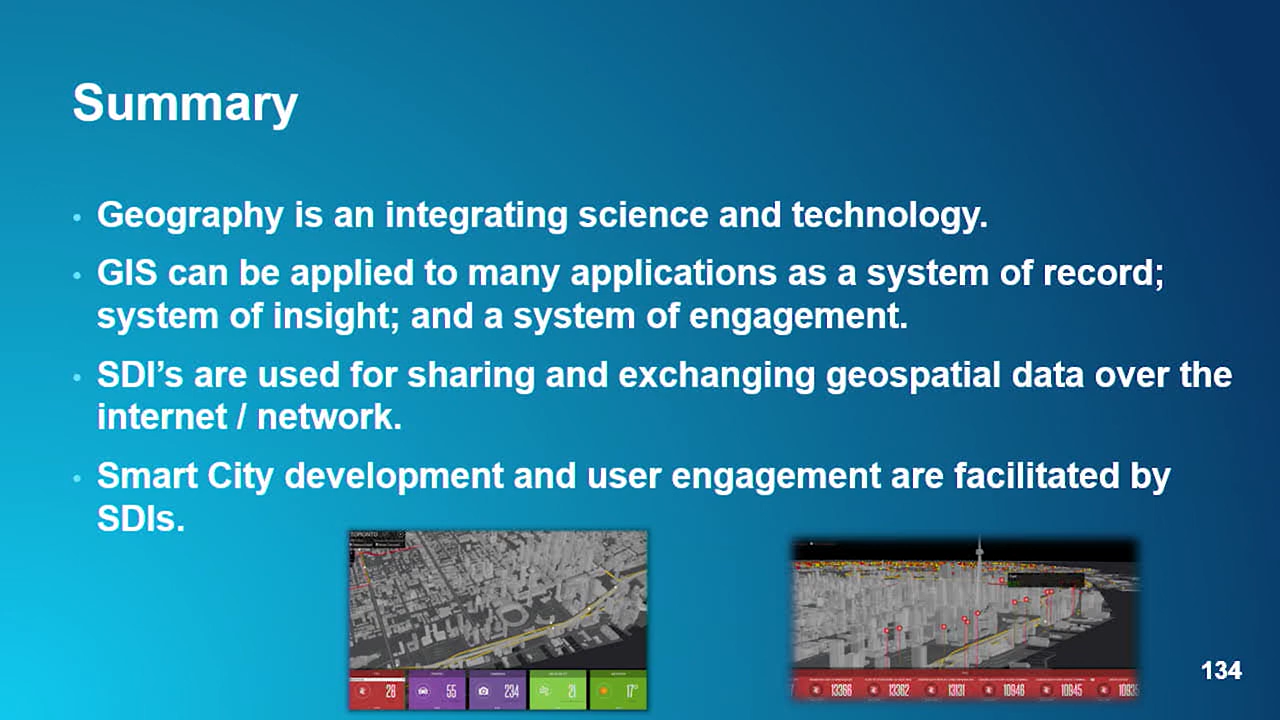 Summary
• Geography is an integrating science and technology.
• GIS can be applied to many applications as a system of record;
system of insight; and a system of engagement.
• SDI’s are used for sharing and exchanging geospatial data over the
internet / network.
• Smart City development and user engagement are facilitated by
SDIs.
TORONTO
28 55 234 21 17°
13366 13362 13131 10946 10845
134